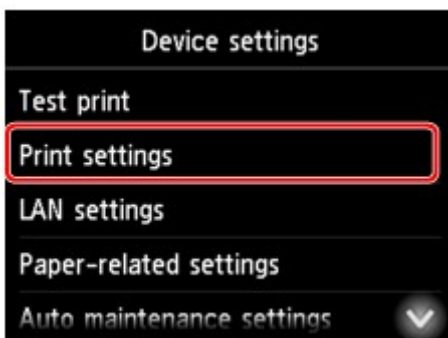 Device settings
Test print
Print settings
LAN settings
Paper-related settings
Auto maintenance settings